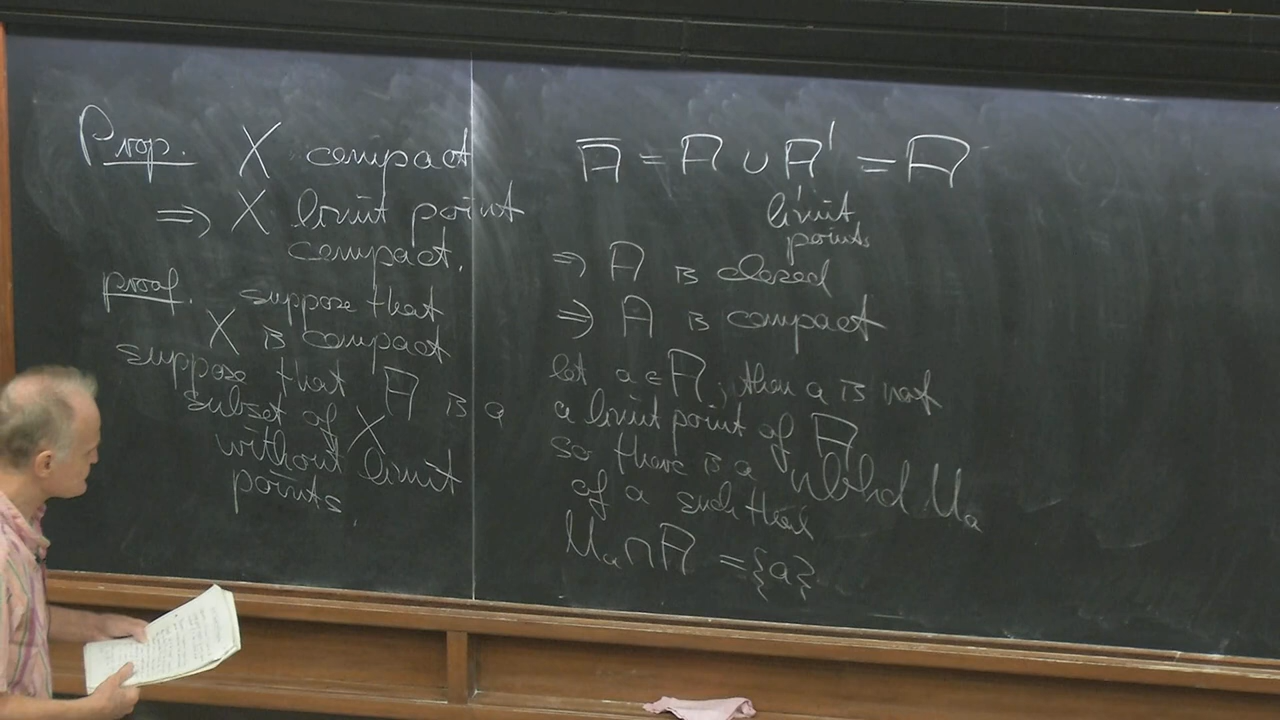 Prop. X compact
⇒ X limit point
compact.
proof. suppose that
X is compact
suppose that A is a
subset of X
without limit
points.
Ā = A ∪ A' = A
limit
points
⇒ A is closed
⇒ A is compact
let a ∈ A, then a is not
a limit point of A
so there is a nbhd Ua
of a such that
Ua ∩ A = {a}